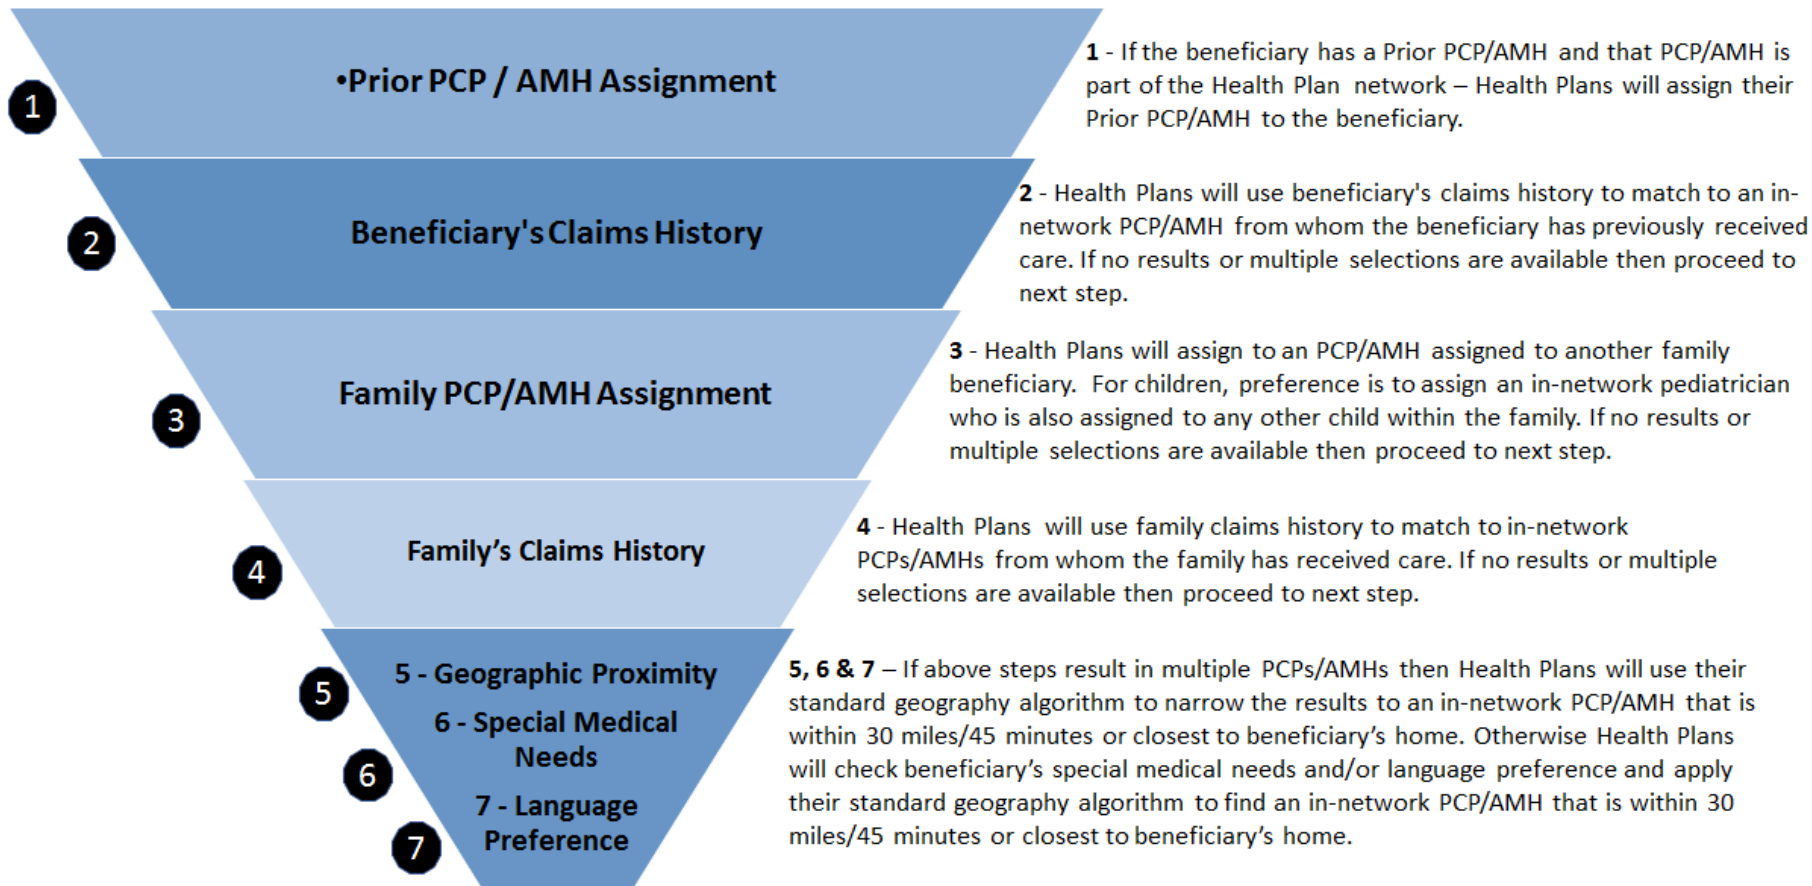 •Prior PCP / AMH Assignment
1
1 - If the beneficiary has a Prior PCP/AMH and that PCP/AMH is
part of the Health Plan network – Health Plans will assign their
Prior PCP/AMH to the beneficiary.
Beneficiary's Claims History
2
2 - Health Plans will use beneficiary's claims history to match to an in-
network PCP/AMH from whom the beneficiary has previously received
care. If no results or multiple selections are available then proceed to
next step.
Family PCP/AMH Assignment
3
3 - Health Plans will assign to an PCP/AMH assigned to another family
beneficiary. For children, preference is to assign an in-network pediatrician
who is also assigned to any other child within the family. If no results or
multiple selections are available then proceed to next step.
Family’s Claims History
4
4 - Health Plans will use family claims history to match to in-network
PCPs/AMHs from whom the family has received care. If no results or multiple
selections are available then proceed to next step.
5 - Geographic Proximity
5
6 - Special Medical
Needs
6
7 - Language
Preference
7
5, 6 & 7 – If above steps result in multiple PCPs/AMHs then Health Plans will use their
standard geography algorithm to narrow the results to an in-network PCP/AMH that is
within 30 miles/45 minutes or closest to beneficiary’s home. Otherwise Health Plans
will check beneficiary’s special medical needs and/or language preference and apply
their standard geography algorithm to find an in-network PCP/AMH that is within 30
miles/45 minutes or closest to beneficiary’s home.